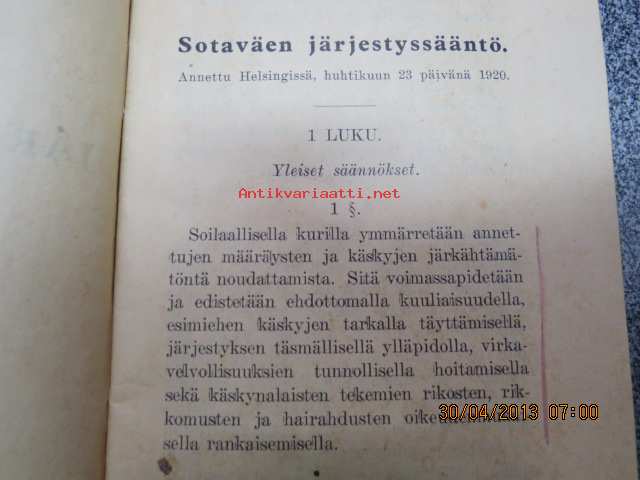 Sotaväen järjestyssääntö.
Annettu Helsingissä, huhtikuun 23 päivänä 1920.
1 LUKU.
Yleiset säännökset.
Antikvariaatti.net
1 §.
Soilaallisella kurilla ymmärretään annet-
tujen määräysten ja käskyjen järkähtämä-
töntä noudattamista. Sitä voimassapidetään
ja edistetään ehdottomalla kuuliaisuudella,
esimiehen käskyjen tarkalla täyttämisellä,
järjestyksen täsmällisellä ylläpidolla, virka-
velvollisuuksien tunnollisella hoitamisella
sekä käskynalaisten tekemien rikosten, rik-
komusten ja hairahdusten
30/04/2013 07:00
sella rankaisemisella.
JÄR